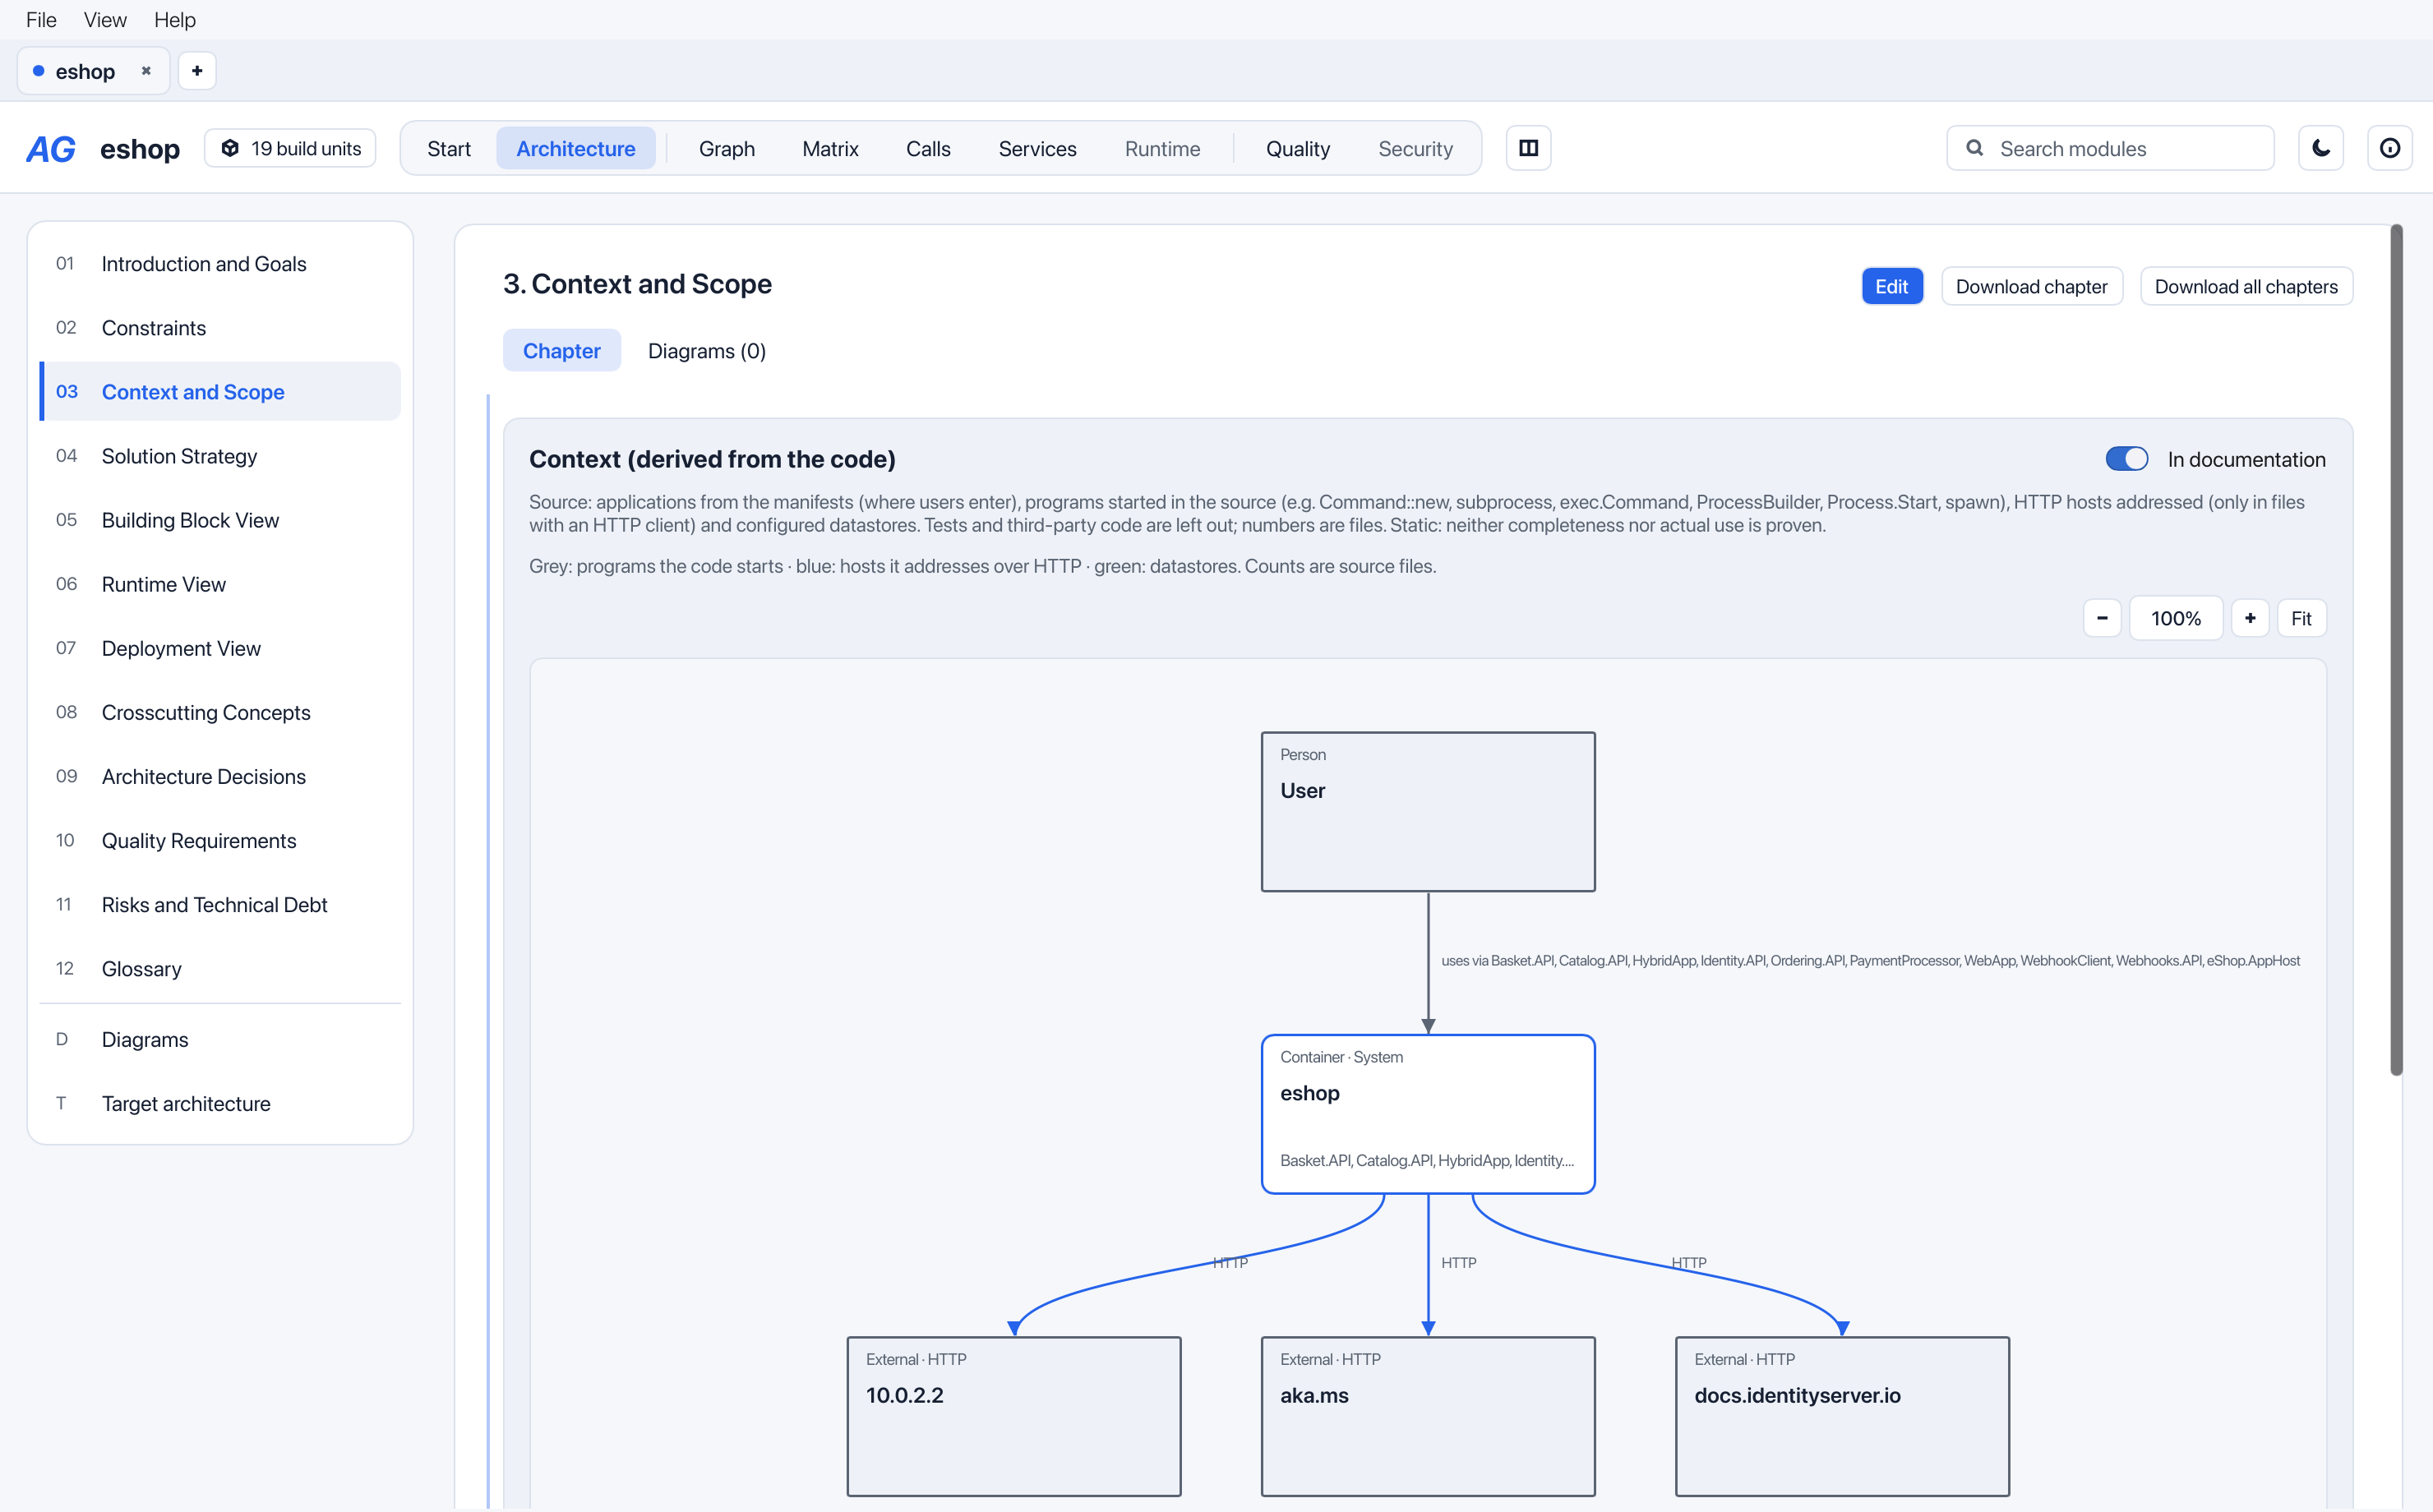 File View Help
eshop
AG eshop 19 build units Start Architecture Graph Matrix Calls Services Runtime Quality Security Search modules
01 Introduction and Goals
02 Constraints
03 Context and Scope
04 Solution Strategy
05 Building Block View
06 Runtime View
07 Deployment View
08 Crosscutting Concepts
09 Architecture Decisions
10 Quality Requirements
11 Risks and Technical Debt
12 Glossary
D Diagrams
T Target architecture
3. Context and Scope
Edit Download chapter Download all chapters
Chapter Diagrams (0)
Context (derived from the code)
In documentation
Source: applications from the manifests (where users enter), programs started in the source (e.g. Command::new, subprocess, exec.Command, ProcessBuilder, Process.Start, spawn), HTTP hosts addressed (only in files
with an HTTP client) and configured datastores. Tests and third-party code are left out; numbers are files. Static: neither completeness nor actual use is proven.
Grey: programs the code starts · blue: hosts it addresses over HTTP · green: datastores. Counts are source files.
− 100% + Fit
Person
User
uses via Basket.API, Catalog.API, HybridApp, Identity.API, Ordering.API, PaymentProcessor, WebApp, WebhookClient, Webhooks.API, eShop.AppHost
Container · System
eshop
Basket.API, Catalog.API, HybridApp, Identity....
HTTP HTTP HTTP
External · HTTP
10.0.2.2
External · HTTP
aka.ms
External · HTTP
docs.identityserver.io